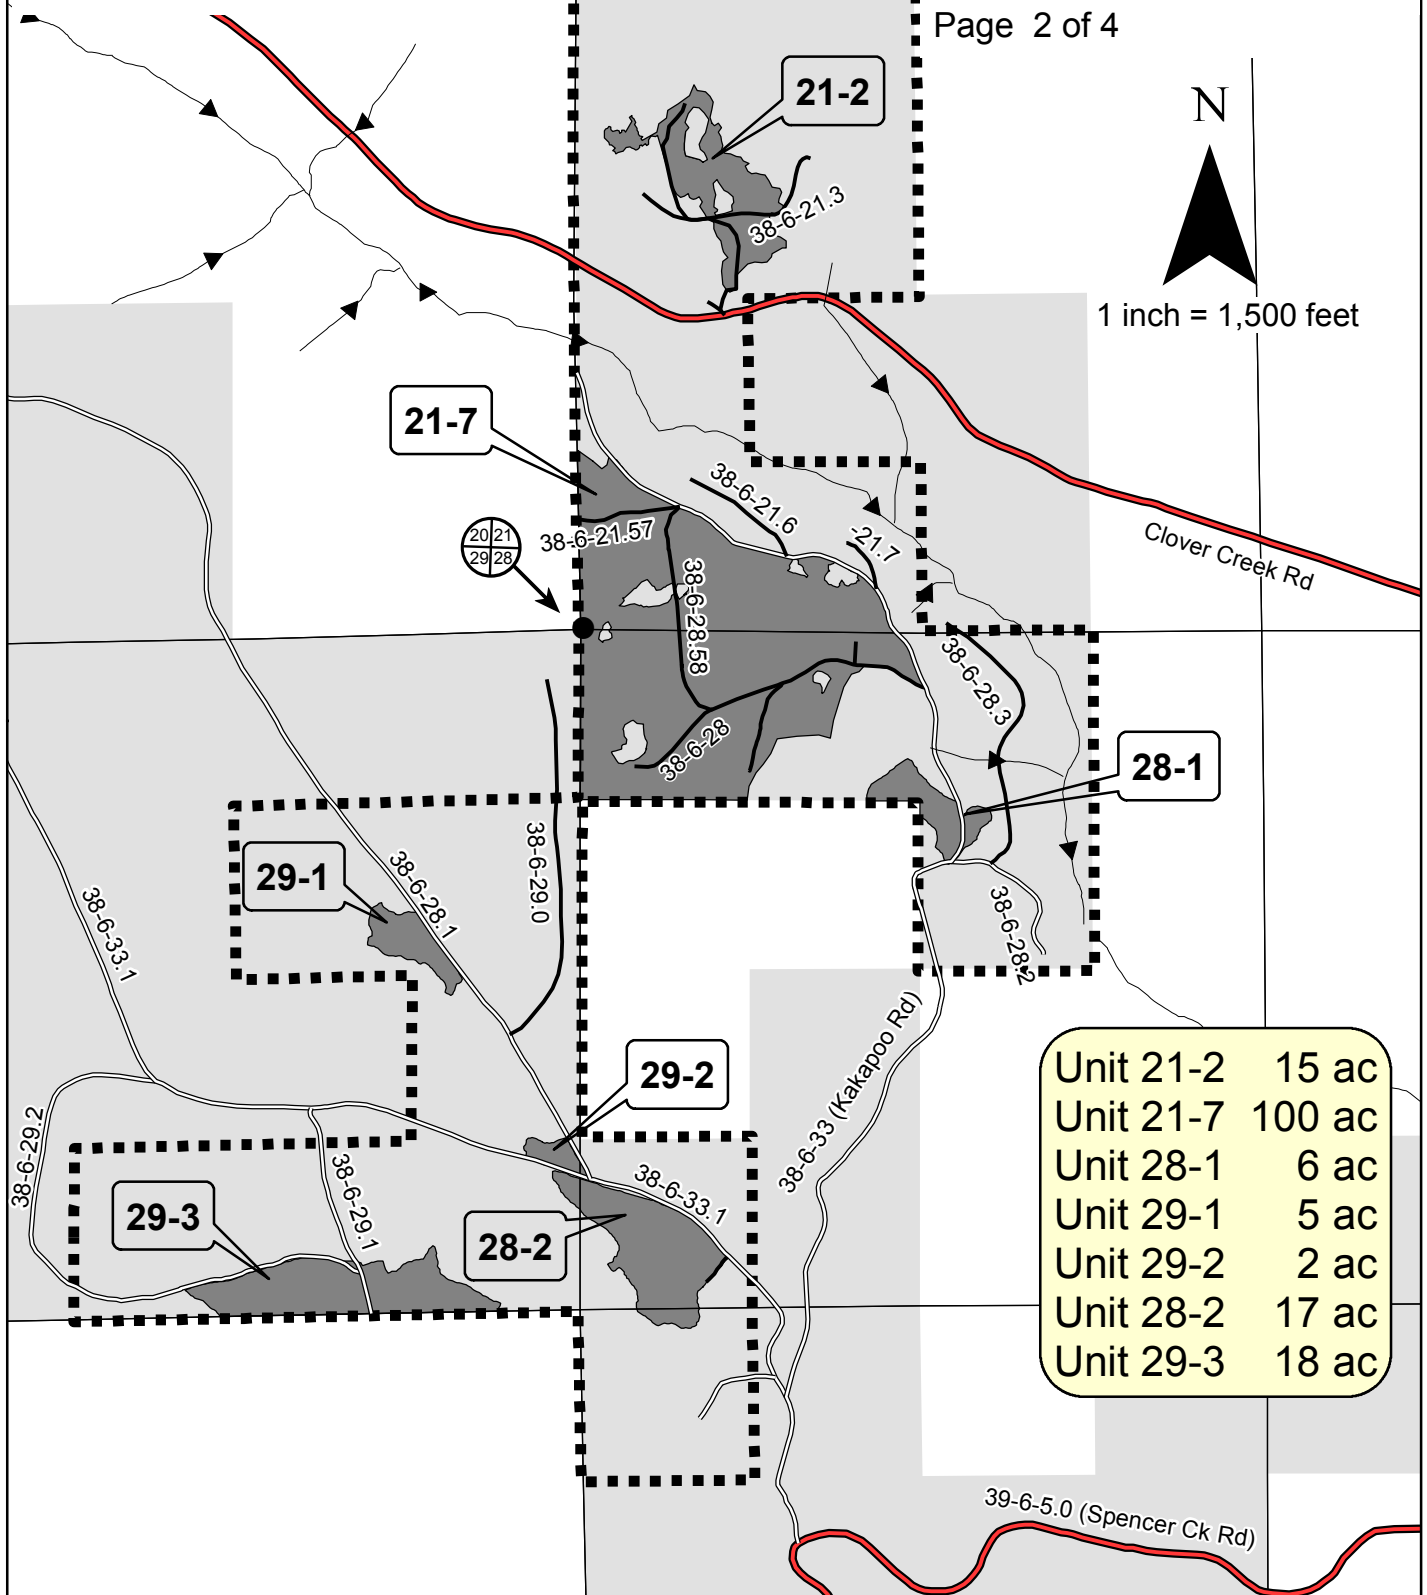 Page 2 of 4
21-2
N
38-6-21.3
1 inch = 1,500 feet
21-7
38-6-21.6
20 21
29 28
38-6-21.57
-21.7
Clover Creek Rd
38-6-28.58
38-6-28.3
38-6-28
28-1
29-1
38-6-28.1
38-6-29.0
38-6-33.1
38-6-28.2
38-6-33 (Kakapoo Rd)
29-2
38-6-29.2
38-6-29.1
38-6-33.1
29-3
28-2
Unit 21-2 15 ac
Unit 21-7 100 ac
Unit 28-1 6 ac
Unit 29-1 5 ac
Unit 29-2 2 ac
Unit 28-2 17 ac
Unit 29-3 18 ac
39-6-5.0 (Spencer Ck Rd)